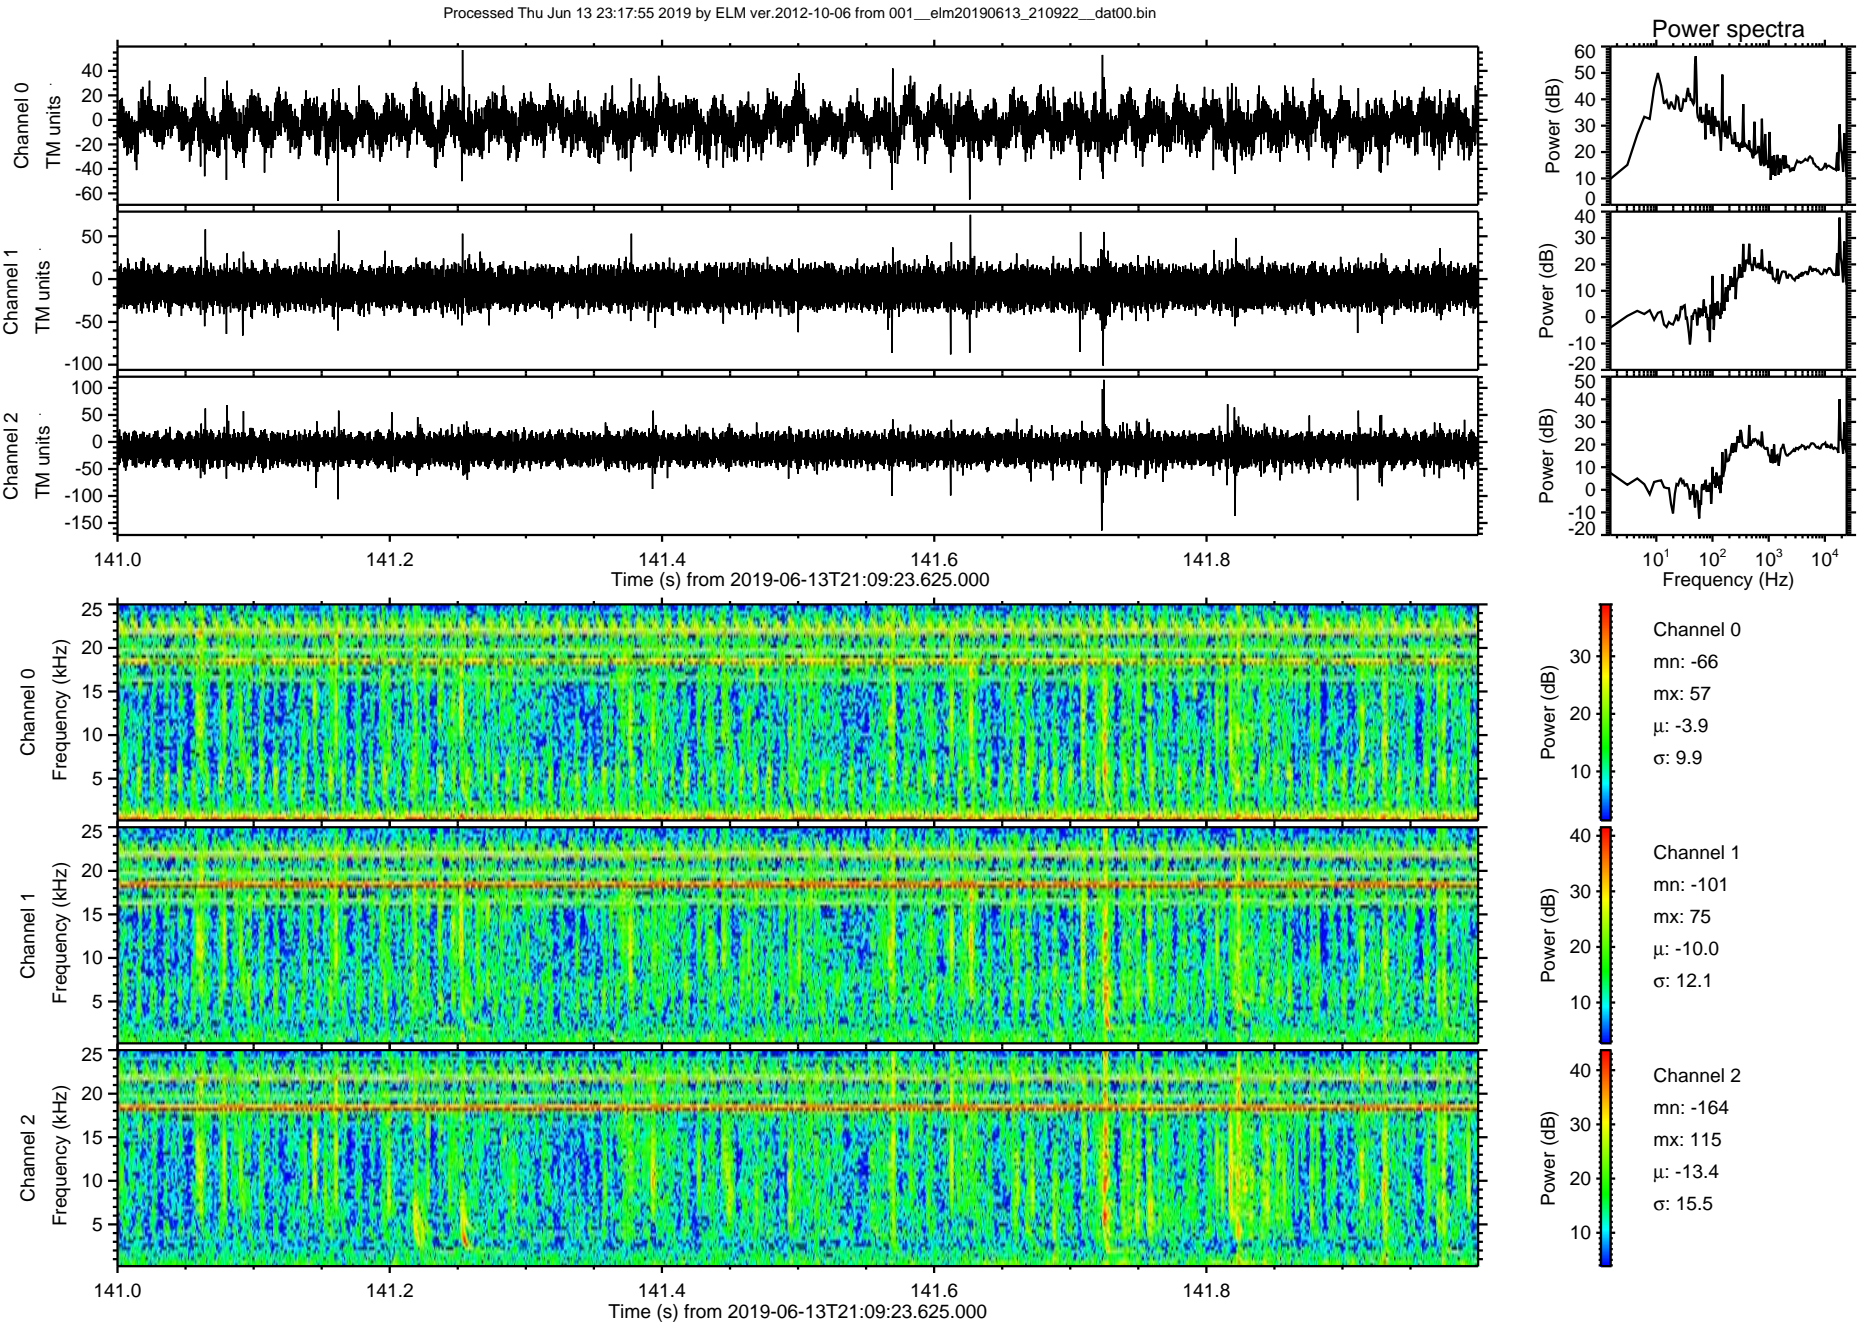 Processed Thu Jun 13 23:17:55 2019 by ELM ver.2012-10-06 from 001__elm20190613_210922__dat00.bin
Power spectra
Channel 0
TM units
40
20
0
-20
-40
-60
Power (dB)
60
50
40
30
20
10
0
Channel 1
TM units
50
0
-50
-100
Power (dB)
40
30
20
10
0
-10
-20
Channel 2
TM units
100
50
0
-50
-100
-150
Power (dB)
50
40
30
20
10
0
-10
-20
141.0 141.2 141.4 141.6 141.8
Time (s) from 2019-06-13T21:09:23.625.000
10^1 10^2 10^3 10^4
Frequency (Hz)
Channel 0
Frequency (kHz)
25
20
15
10
5
Power (dB)
30
20
10
Channel 0
mn: -66
mx: 57
μ: -3.9
σ: 9.9
Channel 1
Frequency (kHz)
25
20
15
10
5
Power (dB)
40
30
20
10
Channel 1
mn: -101
mx: 75
μ: -10.0
σ: 12.1
Channel 2
Frequency (kHz)
25
20
15
10
5
Power (dB)
40
30
20
10
Channel 2
mn: -164
mx: 115
μ: -13.4
σ: 15.5
141.0 141.2 141.4 141.6 141.8
Time (s) from 2019-06-13T21:09:23.625.000